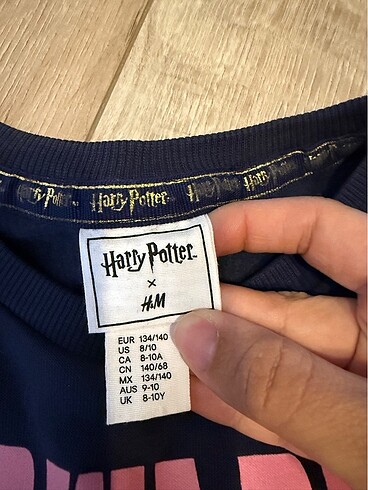 Harry Potter Harry Potter Harry Potter
Harry Potter
×
H&M
EUR 134/140
US 8/10
CA 8-10A
CN 140/68
MX 134/140
AUS 9-10
UK 8-10Y